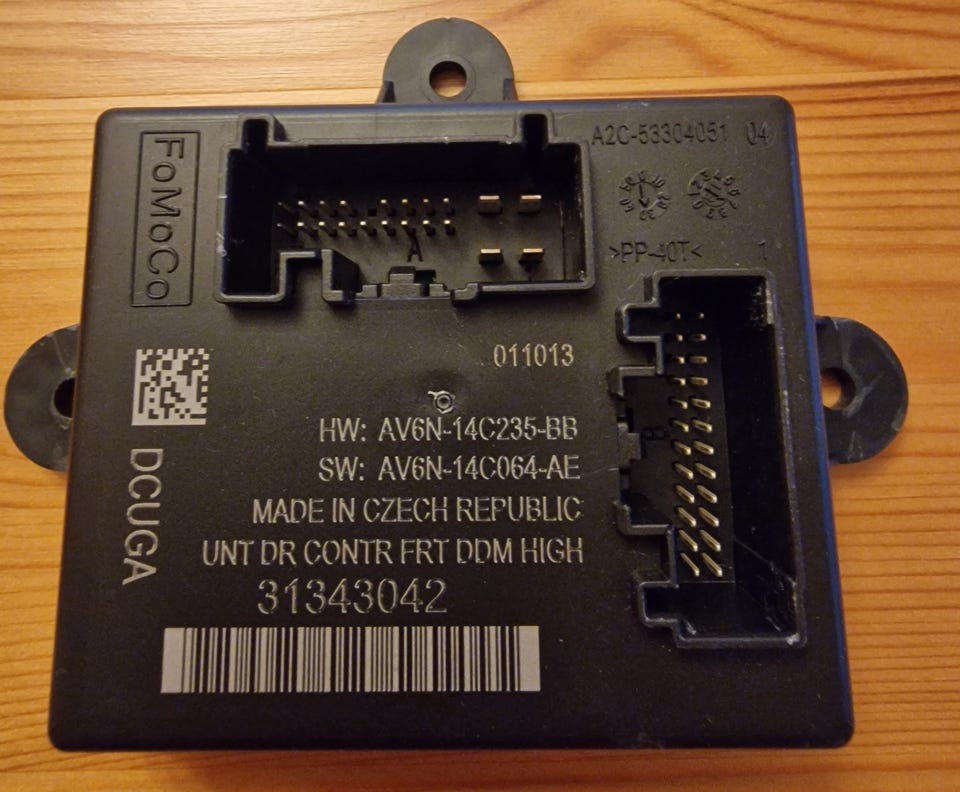 FoMoCo
A2C-53304051 04
>PP-40T< 1
A
011013
B
HW: AV6N-14C235-BB
SW: AV6N-14C064-AE
MADE IN CZECH REPUBLIC
UNT DR CONTR FRT DDM HIGH
31343042
DCUGA